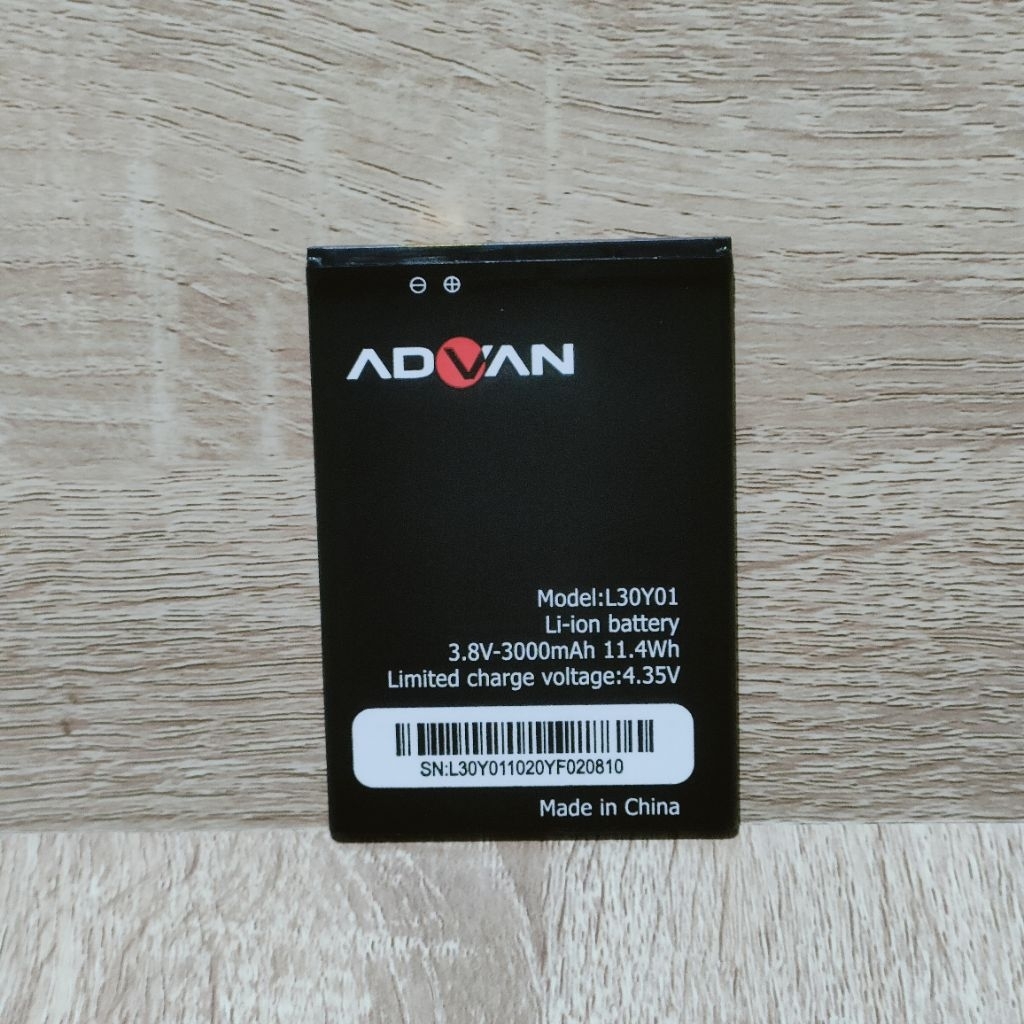 ⊖ ⊕
ADVAN
Model:L30Y01
Li-ion battery
3.8V-3000mAh 11.4Wh
Limited charge voltage:4.35V
SN:L30Y011020YF020810
Made in China